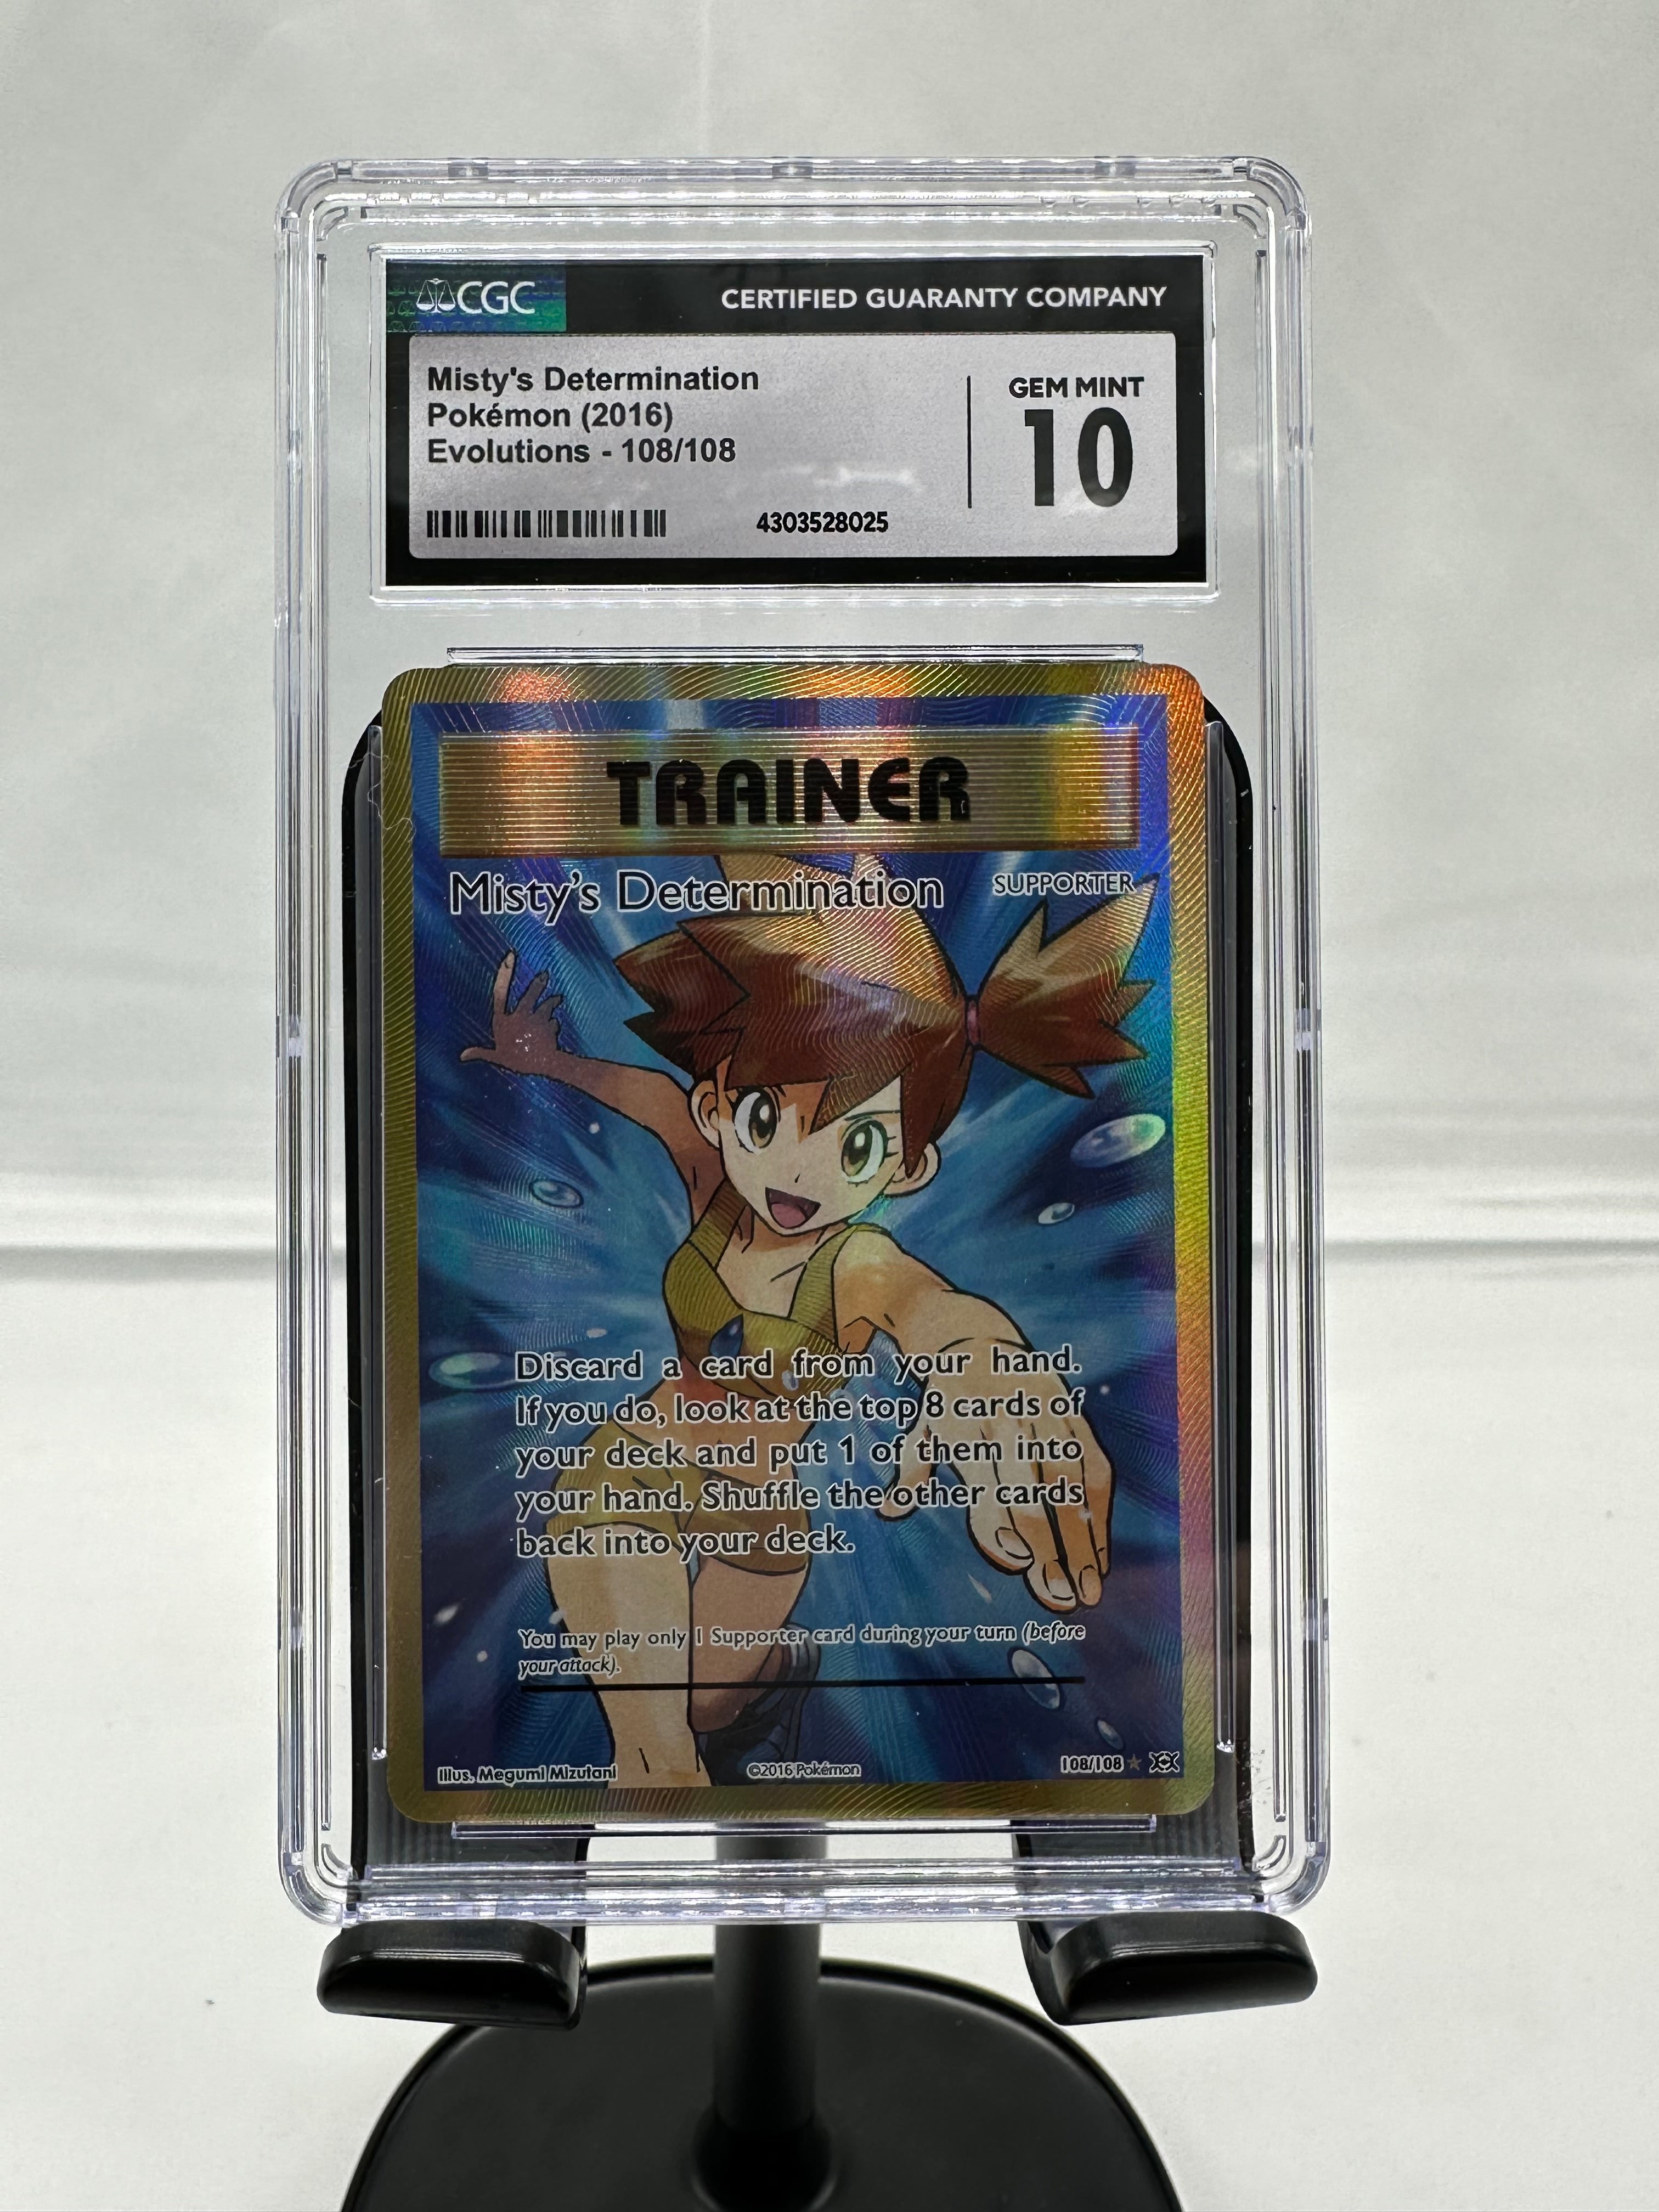 CGC
CERTIFIED GUARANTY COMPANY
Misty's Determination
Pokémon (2016)
Evolutions - 108/108
GEM MINT
10
4303528025
TRAINER
Misty's Determination
SUPPORTER
Discard a card from your hand.
If you do, look at the top 8 cards of
your deck and put 1 of them into
your hand. Shuffle the other cards
back into your deck.
You may play only 1 Supporter card during your turn (before
your attack).
Illus. Megumi Mizutani
©2016 Pokémon
108/108